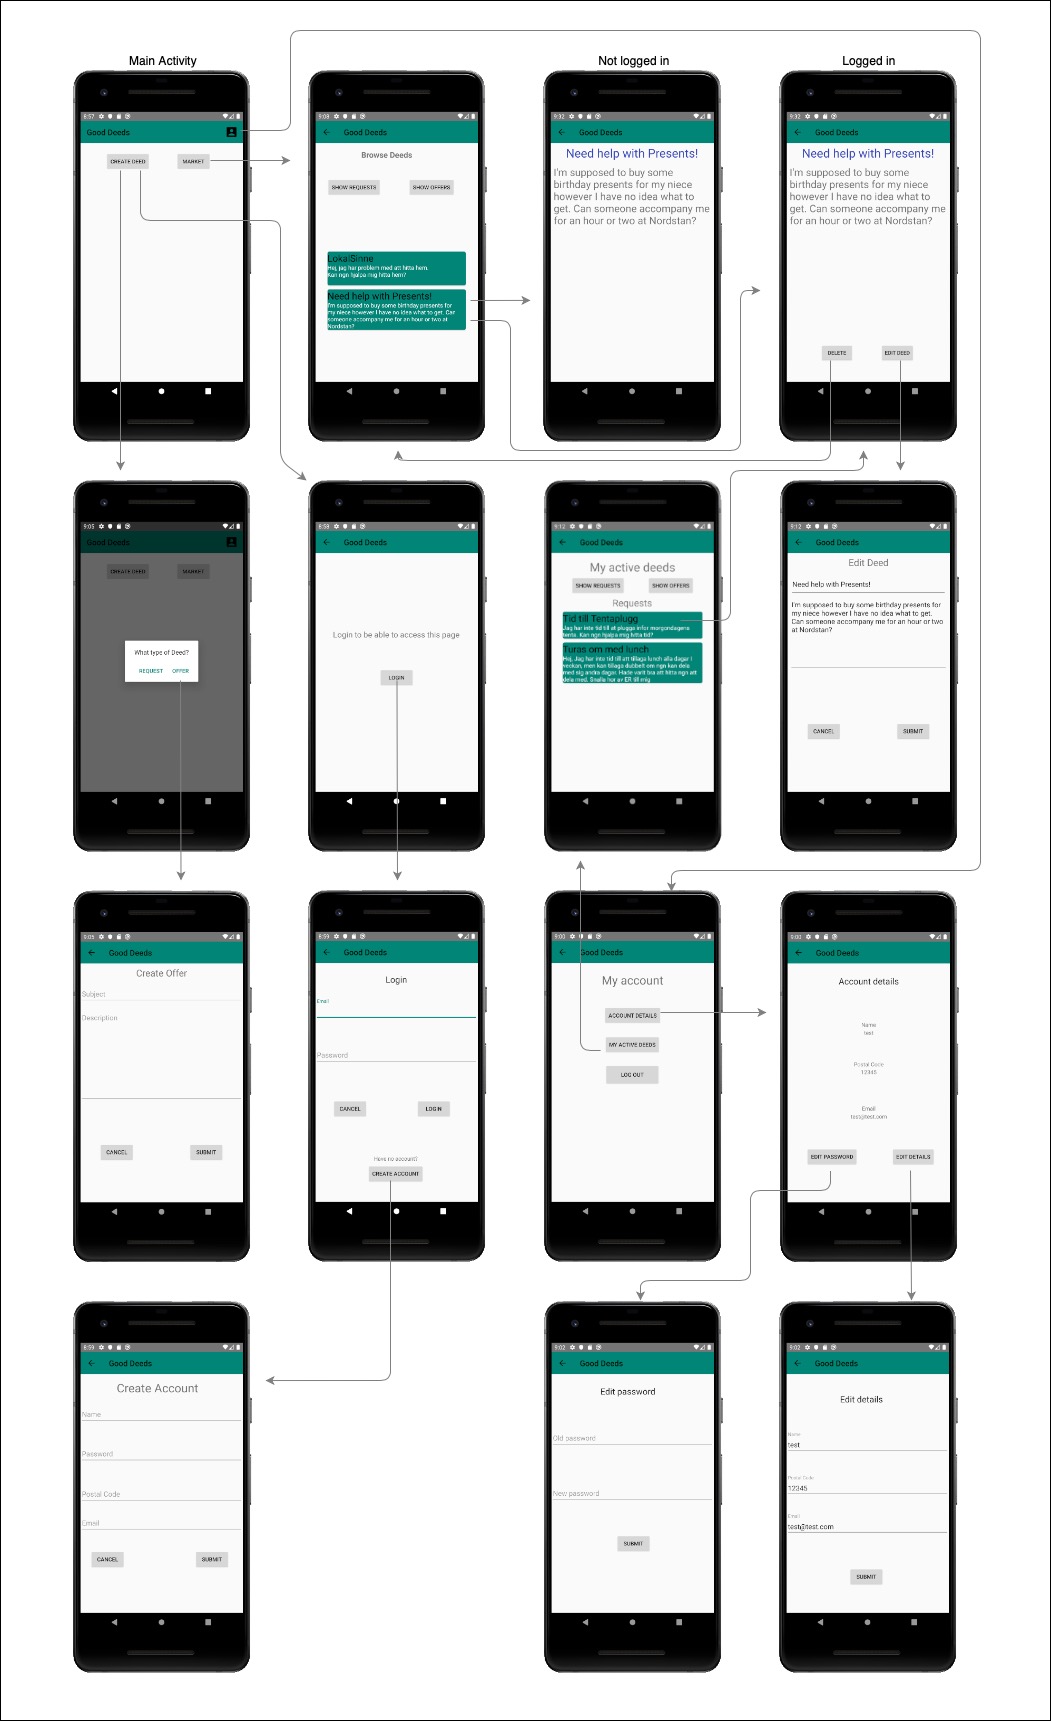 Main Activity
Not logged in
Logged in
8:57
Good Deeds
CREATE DEED
MARKET
9:08
Good Deeds
Browse Deeds
SHOW REQUESTS
SHOW OFFERS
LokalSinne
Hej, jag har problem med att hitta hem.
Kan ngn hjalpa mig hitta hem?
Need help with Presents!
I'm supposed to buy some birthday presents for
my niece however I have no idea what to get. Can
someone accompany me for an hour or two at
Nordstan?
9:32
Good Deeds
Need help with Presents!
I'm supposed to buy some
birthday presents for my niece
however I have no idea what to
get. Can someone accompany me
for an hour or two at Nordstan?
9:32
Good Deeds
Need help with Presents!
I'm supposed to buy some
birthday presents for my niece
however I have no idea what to
get. Can someone accompany me
for an hour or two at Nordstan?
DELETE
EDIT DEED
9:05
Good Deeds
CREATE DEED
MARKET
What type of Deed?
REQUEST
OFFER
8:58
Good Deeds
Login to be able to access this page
LOGIN
9:12
Good Deeds
My active deeds
SHOW REQUESTS
SHOW OFFERS
Requests
Tid till Tentaplugg
Jag har inte tid till at plugga infor morgondagens
tenta. Kan ngn hjalpa mig hitta tid?
Turas om med lunch
Hej, Jag har inte tid till att tillaga lunch alla dagar i
veckan, men kan tillaga dubbelt om ngn kan dela
med sig andra dagar. Hade varit bra att hitta ngn att
dela med. Snalla hor av ER till mig
9:12
Good Deeds
Edit Deed
Need help with Presents!
I'm supposed to buy some birthday presents for
my niece however I have no idea what to get.
Can someone accompany me for an hour or two
at Nordstan?
CANCEL
SUBMIT
9:05
Good Deeds
Create Offer
Subject
Description
CANCEL
SUBMIT
8:59
Good Deeds
Login
Email
Password
CANCEL
LOGIN
Have no account?
CREATE ACCOUNT
9:00
Good Deeds
My account
ACCOUNT DETAILS
MY ACTIVE DEEDS
LOG OUT
9:00
Good Deeds
Account details
Name
test
Postal Code
12345
Email
test@test.com
EDIT PASSWORD
EDIT DETAILS
8:59
Good Deeds
Create Account
Name
Password
Postal Code
Email
CANCEL
SUBMIT
9:02
Good Deeds
Edit password
Old password
New password
SUBMIT
9:02
Good Deeds
Edit details
Name
test
Postal Code
12345
Email
test@test.com
SUBMIT